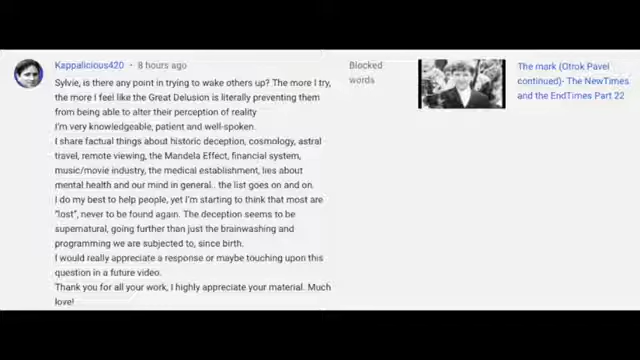 Kappalicious420 • 8 hours ago
Sylvie, is there any point in trying to wake others up? The more I try,
the more I feel like the Great Delusion is literally preventing them
from being able to alter their perception of reality
I'm very knowledgeable, patient and well-spoken.
I share factual things about historic deception, cosmology, astral
travel, remote viewing, the Mandela Effect, financial system,
music/movie industry, the medical establishment, lies about
mental health and our mind in general.. the list goes on and on.
I do my best to help people, yet I'm starting to think that most are
"lost", never to be found again. The deception seems to be
supernatural, going further than just the brainwashing and
programming we are subjected to, since birth.
I would really appreciate a response or maybe touching upon this
question in a future video.
Thank you for all your work, I highly appreciate your material. Much
love!
Blocked
words
The mark (Otrok Pavel
continued)- The NewTimes
and the EndTimes Part 22